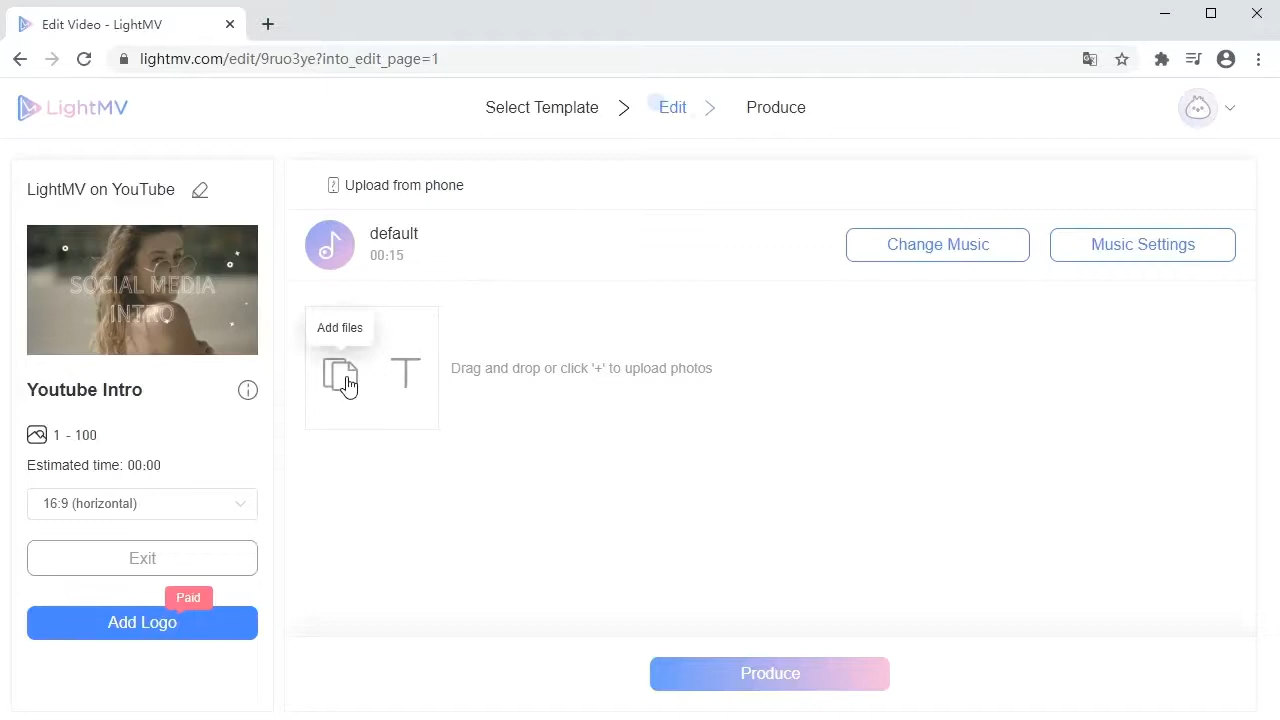 Edit Video - LightMV
lightmv.com/edit/9ruo3ye?into_edit_page=1
LightMV
Select Template
Edit
Produce
LightMV on YouTube
SOCIAL MEDIA
INTRO
Youtube Intro
1 - 100
Estimated time: 00:00
16:9 (horizontal)
Exit
Paid
Add Logo
Upload from phone
default
00:15
Change Music
Music Settings
Add files
Drag and drop or click '+' to upload photos
Produce